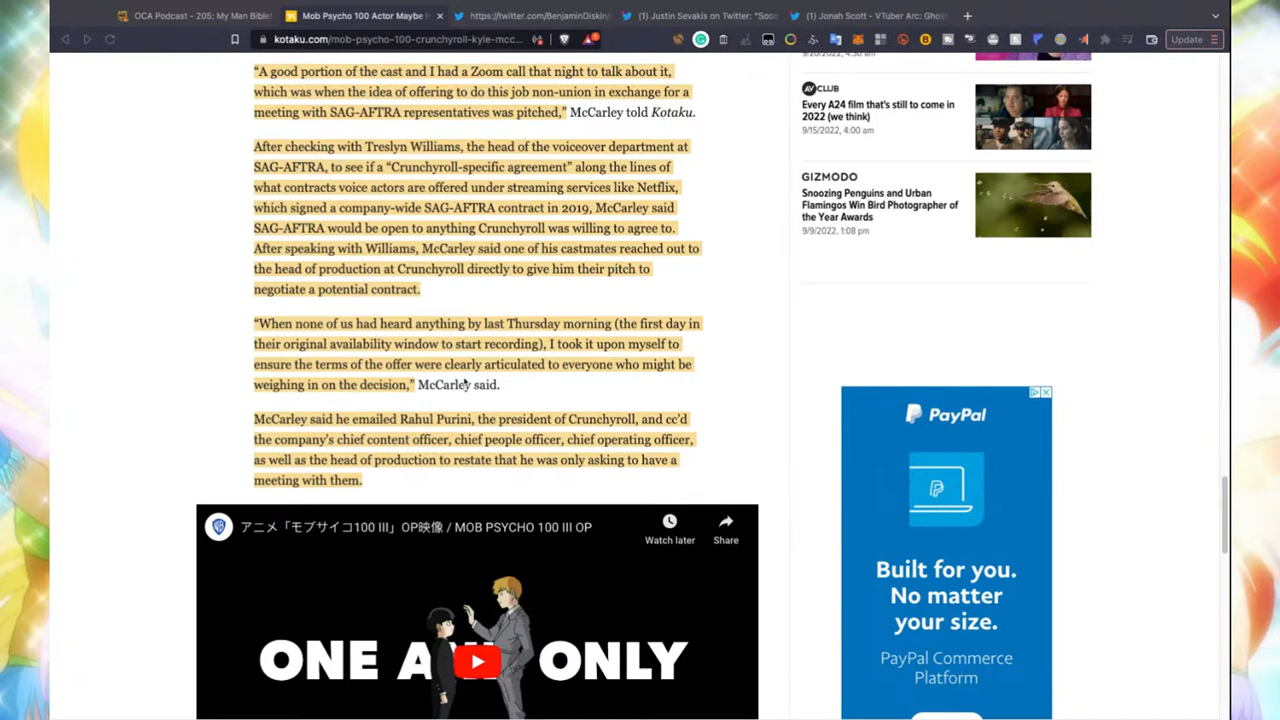 OCA Podcast - 205: My Man Bible!
Mob Psycho 100 Actor Maybe
https://twitter.com/BenjaminDiskin/
(1) Justin Sevakis on Twitter: "Sooo
(1) Jonah Scott - VTuber Arc: Ghos
kotaku.com/mob-psycho-100-crunchyroll-kyle-mcc...
Update
“A good portion of the cast and I had a Zoom call that night to talk about it,
which was when the idea of offering to do this job non-union in exchange for a
meeting with SAG-AFTRA representatives was pitched,” McCarley told Kotaku.
After checking with Treslyn Williams, the head of the voiceover department at
SAG-AFTRA, to see if a “Crunchyroll-specific agreement” along the lines of
what contracts voice actors are offered under streaming services like Netflix,
which signed a company-wide SAG-AFTRA contract in 2019, McCarley said
SAG-AFTRA would be open to anything Crunchyroll was willing to agree to.
After speaking with Williams, McCarley said one of his castmates reached out to
the head of production at Crunchyroll directly to give him their pitch to
negotiate a potential contract.
“When none of us had heard anything by last Thursday morning (the first day in
their original availability window to start recording), I took it upon myself to
ensure the terms of the offer were clearly articulated to everyone who might be
weighing in on the decision,” McCarley said.
McCarley said he emailed Rahul Purini, the president of Crunchyroll, and cc’d
the company’s chief content officer, chief people officer, chief operating officer,
as well as the head of production to restate that he was only asking to have a
meeting with them.
アニメ「モブサイコ100 III」OP映像 / MOB PSYCHO 100 III OP
Watch later
Share
ONE A
ONLY
AV CLUB
Every A24 film that's still to come in
2022 (we think)
9/15/2022, 4:00 am
GIZMODO
Snoozing Penguins and Urban
Flamingos Win Bird Photographer of
the Year Awards
9/9/2022, 1:08 pm
PayPal
Built for you.
No matter
your size.
PayPal Commerce
Platform